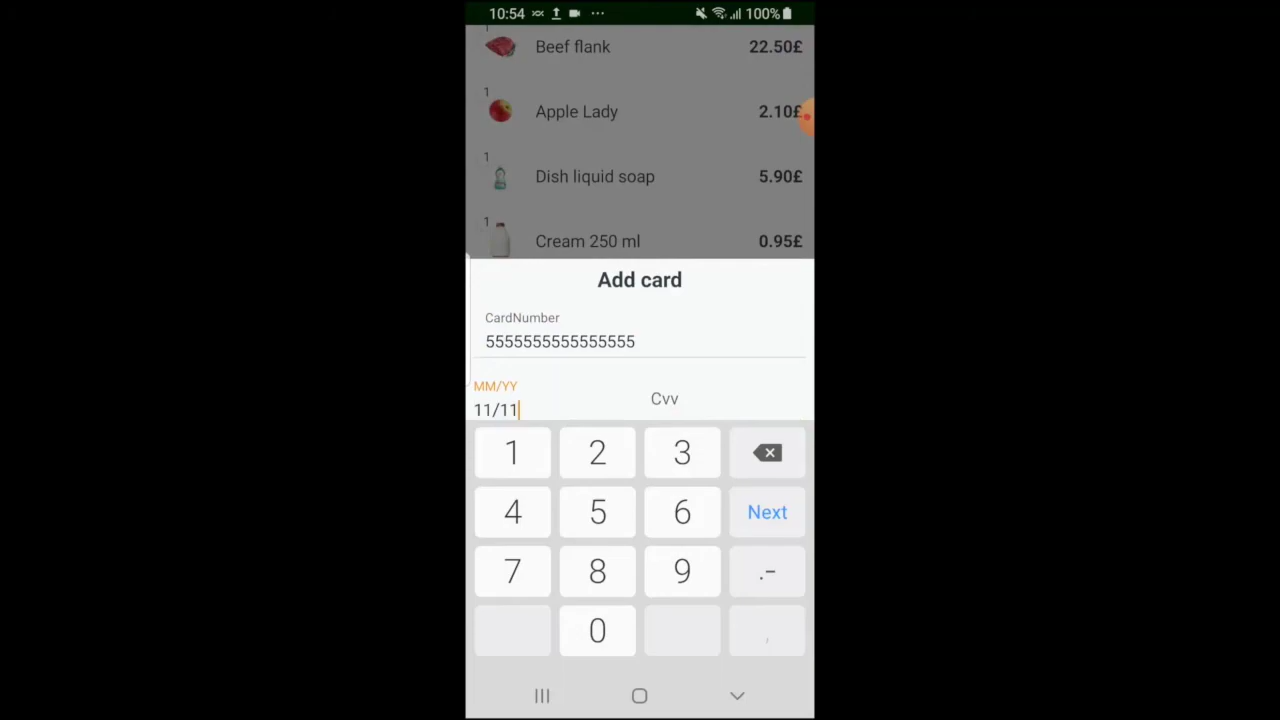 10:54 100%
1
Beef flank 22.50£
1
Apple Lady 2.10£
1
Dish liquid soap 5.90£
1
Cream 250 ml 0.95£
Add card
CardNumber
5555555555555555
MM/YY
11/11
Cvv
1 2 3
4 5 6 Next
7 8 9 .-
0 ,